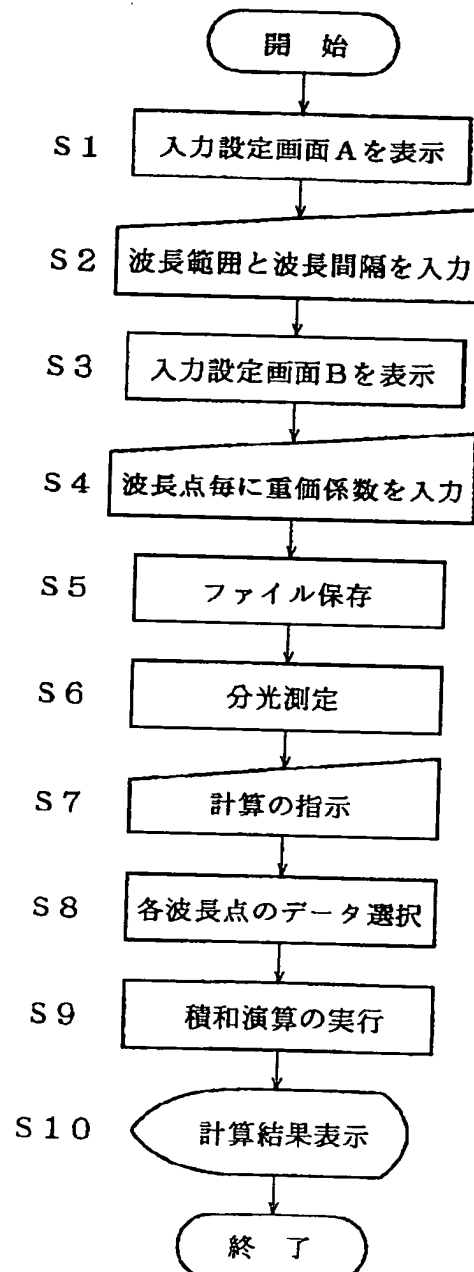 開 始
S1 入力設定画面Aを表示
S2 波長範囲と波長間隔を入力
S3 入力設定画面Bを表示
S4 波長点毎に重価係数を入力
S5 ファイル保存
S6 分光測定
S7 計算の指示
S8 各波長点のデータ選択
S9 積和演算の実行
S10 計算結果表示
終 了